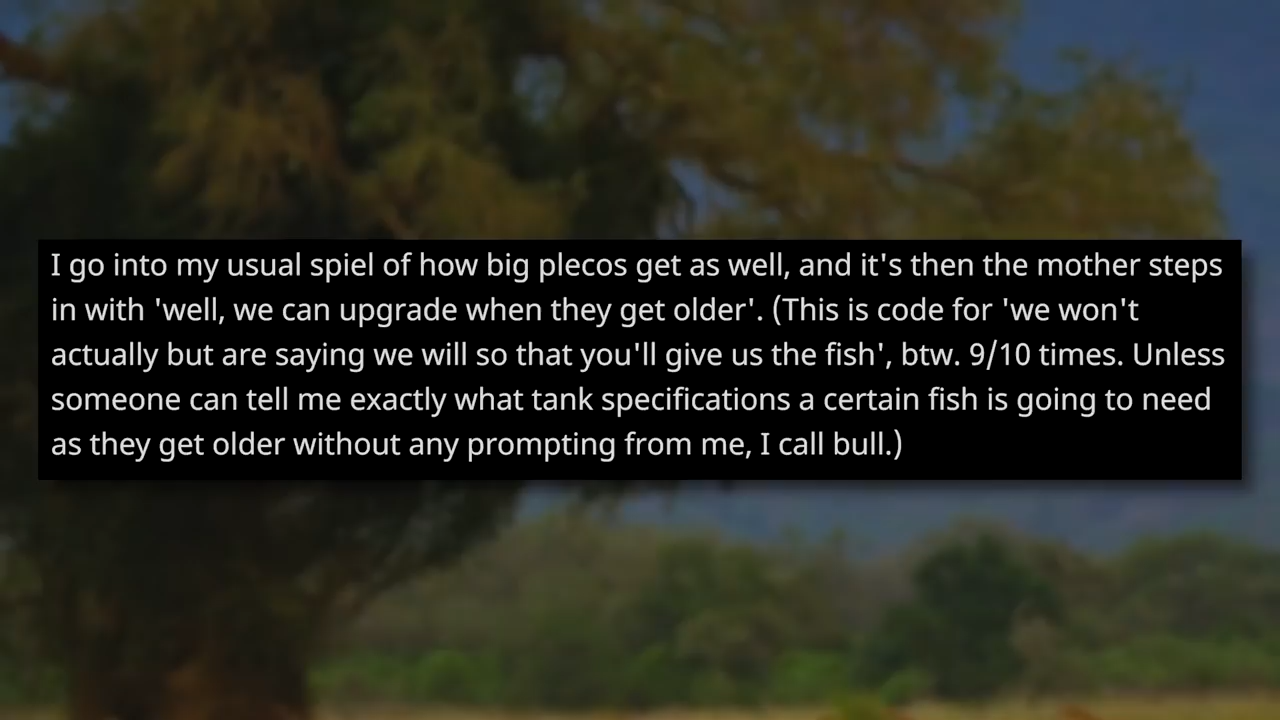 I go into my usual spiel of how big plecos get as well, and it's then the mother steps
in with 'well, we can upgrade when they get older'. (This is code for 'we won't
actually but are saying we will so that you'll give us the fish', btw. 9/10 times. Unless
someone can tell me exactly what tank specifications a certain fish is going to need
as they get older without any prompting from me, I call bull.)